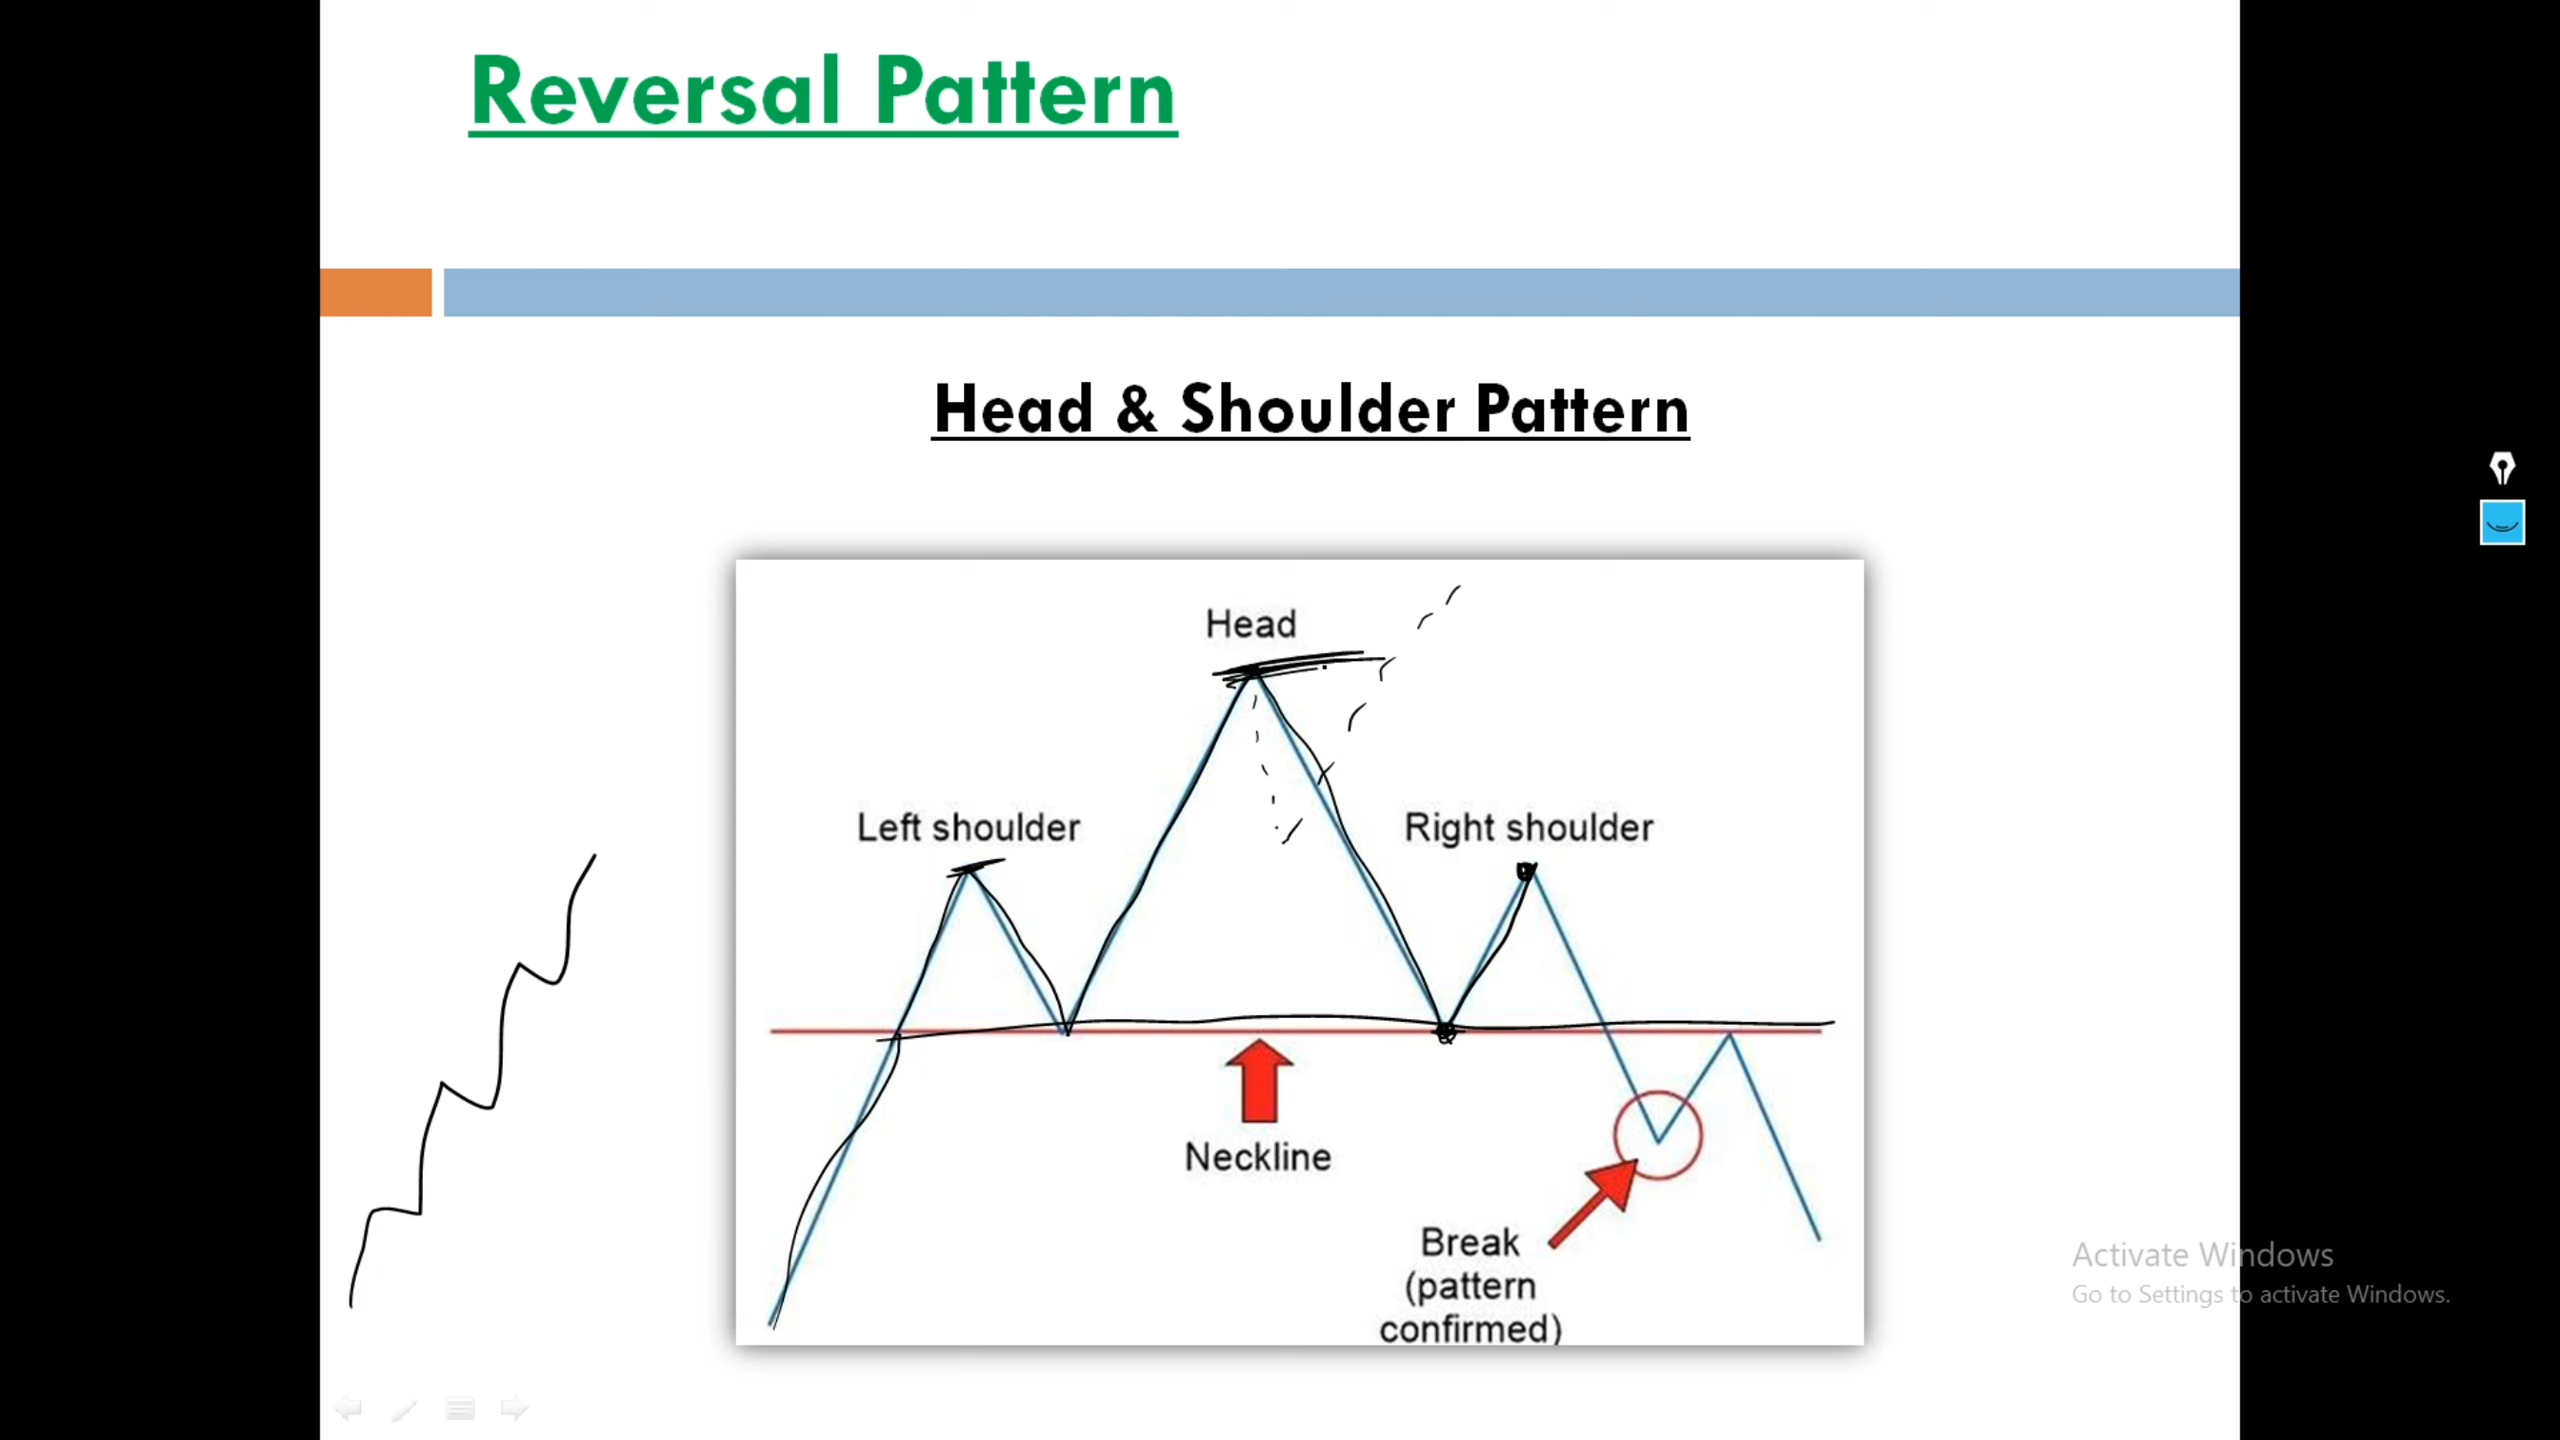 Reversal Pattern
Head & Shoulder Pattern
Head
Left shoulder
Right shoulder
Neckline
Break
(pattern
confirmed)
Activate Windows
Go to Settings to activate Windows.